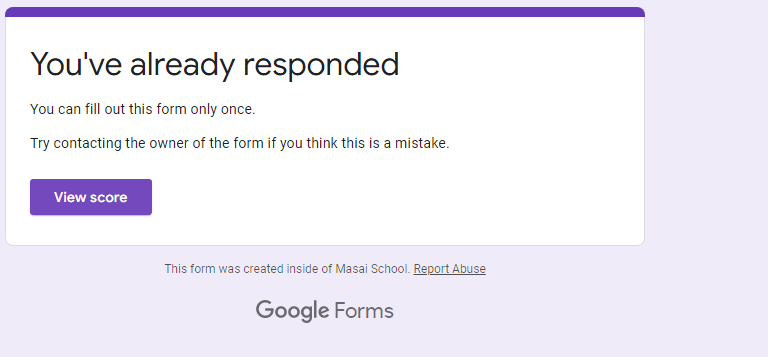 You've already responded
You can fill out this form only once.
Try contacting the owner of the form if you think this is a mistake.
View score
This form was created inside of Masai School. Report Abuse
Google Forms